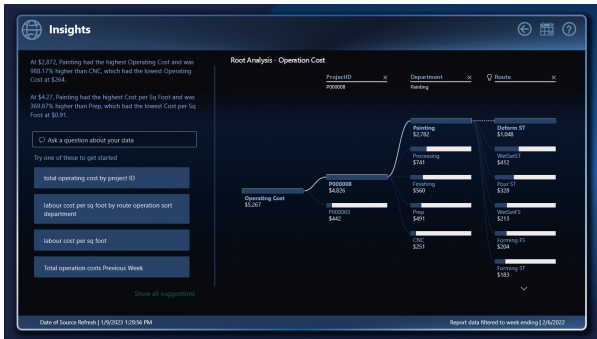 Insights
At $2,872, Painting had the highest Operating Cost and was
988.17% higher than CNC, which had the lowest Operating
Cost at $264.
At $4.27, Painting had the highest Cost per Sq Foot and was
369.87% higher than Prep, which had the lowest Cost per Sq
Foot at $0.91.
Ask a question about your data
Try one of these to get started
total operating cost by project ID
labour cost per sq foot by route operation sort
department
labour cost per sq foot
Total operation costs Previous Week
Show all suggestions
Root Analysis - Operation Cost
ProjectID ×
P000008
Department ×
Painting
Route ×
Operating Cost
$5,267
P000008
$4,826
P000003
$442
Painting
$2,782
Processing
$741
Finishing
$560
Prep
$491
CNC
$251
Deform ST
$1,048
WetSetST
$412
Pour ST
$328
WetSetFS
$213
Forming FS
$204
Forming ST
$183
Date of Source Refresh | 1/9/2023 1:28:56 PM
Report data filtered to week ending | 2/6/2022